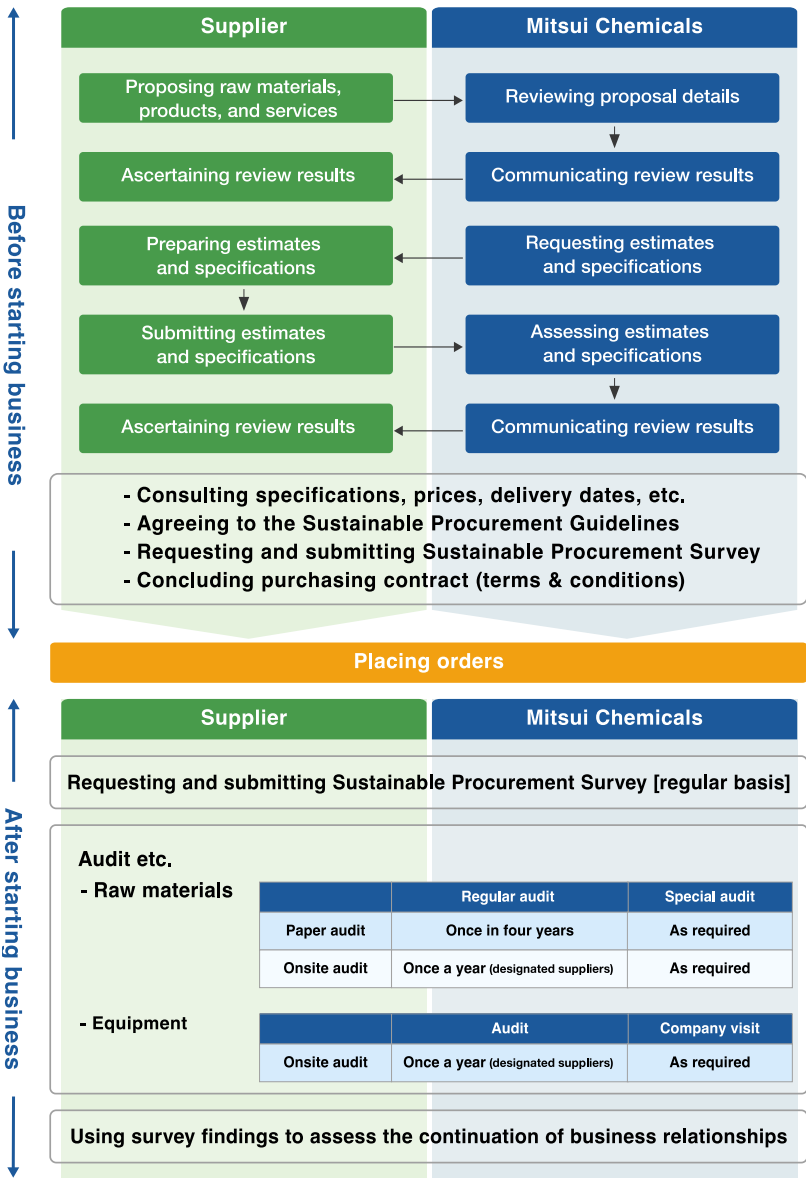 Before starting business
Supplier
Mitsui Chemicals
Proposing raw materials,
products, and services
Reviewing proposal details
Ascertaining review results
Communicating review results
Preparing estimates
and specifications
Requesting estimates
and specifications
Submitting estimates
and specifications
Assessing estimates
and specifications
Ascertaining review results
Communicating review results
- Consulting specifications, prices, delivery dates, etc.
- Agreeing to the Sustainable Procurement Guidelines
- Requesting and submitting Sustainable Procurement Survey
- Concluding purchasing contract (terms & conditions)
Placing orders
After starting business
Supplier
Mitsui Chemicals
Requesting and submitting Sustainable Procurement Survey [regular basis]
Audit etc.
- Raw materials
Regular audit
Special audit
Paper audit
Once in four years
As required
Onsite audit
Once a year (designated suppliers)
As required
- Equipment
Audit
Company visit
Onsite audit
Once a year (designated suppliers)
As required
Using survey findings to assess the continuation of business relationships